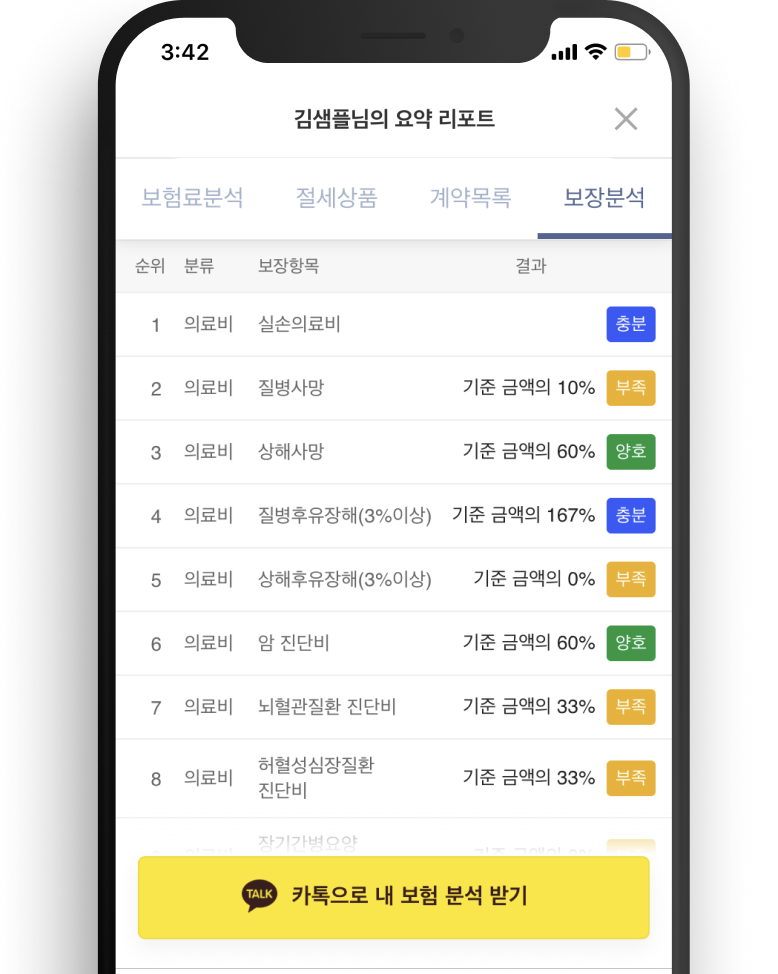 3:42
김샘플님의 요약 리포트
보험료분석 절세상품 계약목록 보장분석
순위 분류 보장항목 결과
1 의료비 실손의료비 충분
2 의료비 질병사망 기준 금액의 10% 부족
3 의료비 상해사망 기준 금액의 60% 양호
4 의료비 질병후유장해(3%이상) 기준 금액의 167% 충분
5 의료비 상해후유장해(3%이상) 기준 금액의 0% 부족
6 의료비 암 진단비 기준 금액의 60% 양호
7 의료비 뇌혈관질환 진단비 기준 금액의 33% 부족
8 의료비 허혈성심장질환 기준 금액의 33% 부족
진단비
장기간병요양
TALK 카톡으로 내 보험 분석 받기